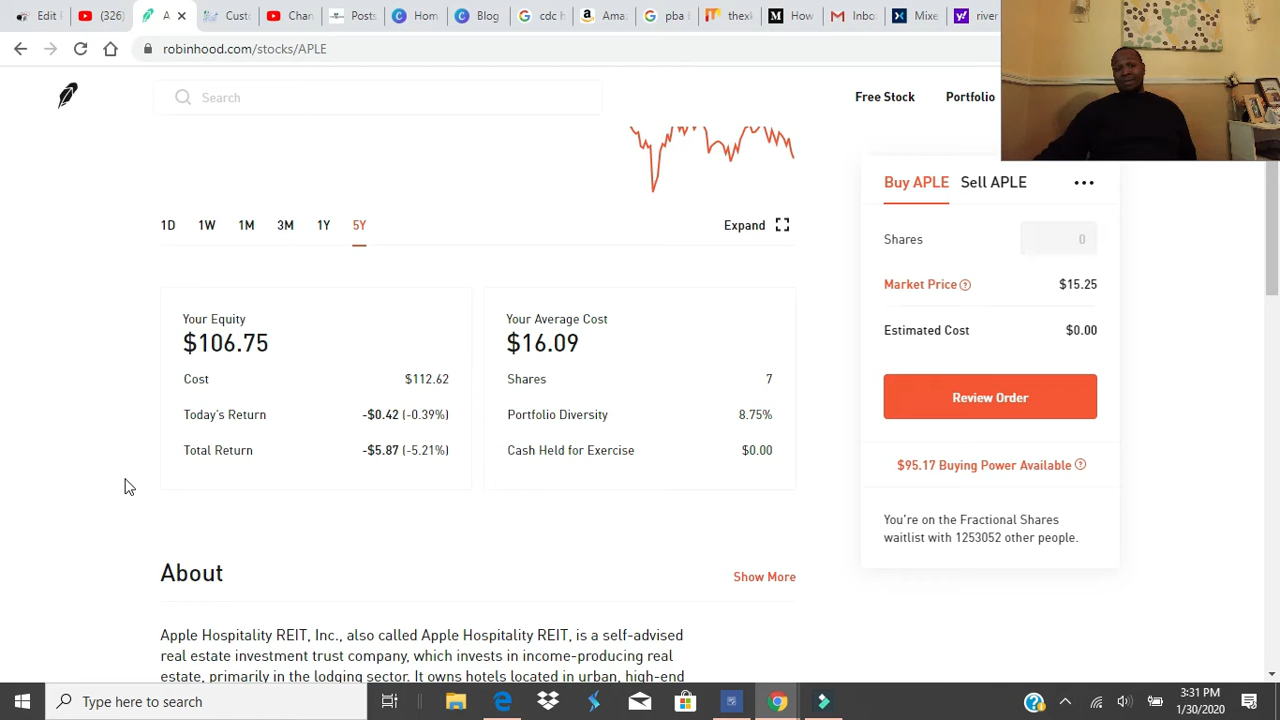 Edit
(326)
A
Cust
Chan
Posts
Hom
Blog
cdc h
Ama
pba
thexi
How
Inbo
Mixe
river
robinhood.com/stocks/APLE
Search
Free Stock
Portfolio
Buy APLE Sell APLE
1D 1W 1M 3M 1Y 5Y
Expand
Shares 0
Market Price ? $15.25
Estimated Cost $0.00
Review Order
$95.17 Buying Power Available ?
You're on the Fractional Shares
waitlist with 1253052 other people.
Your Equity
$106.75
Cost $112.62
Today's Return -$0.42 (-0.39%)
Total Return -$5.87 (-5.21%)
Your Average Cost
$16.09
Shares 7
Portfolio Diversity 8.75%
Cash Held for Exercise $0.00
About
Show More
Apple Hospitality REIT, Inc., also called Apple Hospitality REIT, is a self-advised
real estate investment trust company, which invests in income-producing real
estate, primarily in the lodging sector. It owns hotels located in urban, high-end
Type here to search
3:31 PM
1/30/2020